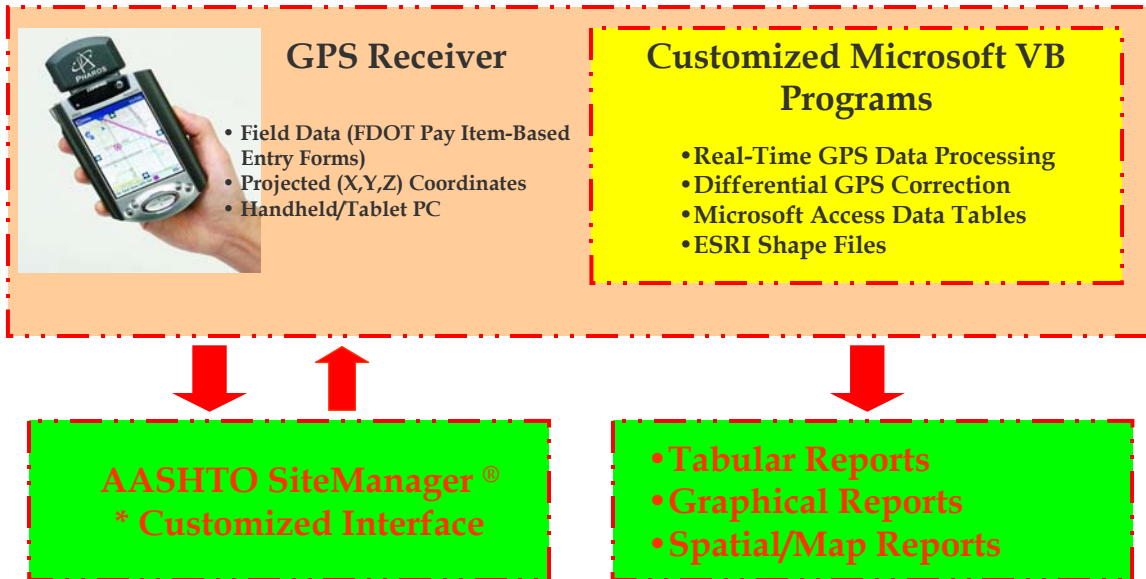 GPS Receiver
PHAROS
• Field Data (FDOT Pay Item-Based
Entry Forms)
• Projected (X,Y,Z) Coordinates
• Handheld/Tablet PC
Customized Microsoft VB
Programs
•Real-Time GPS Data Processing
•Differential GPS Correction
•Microsoft Access Data Tables
•ESRI Shape Files
AASHTO SiteManager ®
* Customized Interface
•Tabular Reports
•Graphical Reports
•Spatial/Map Reports